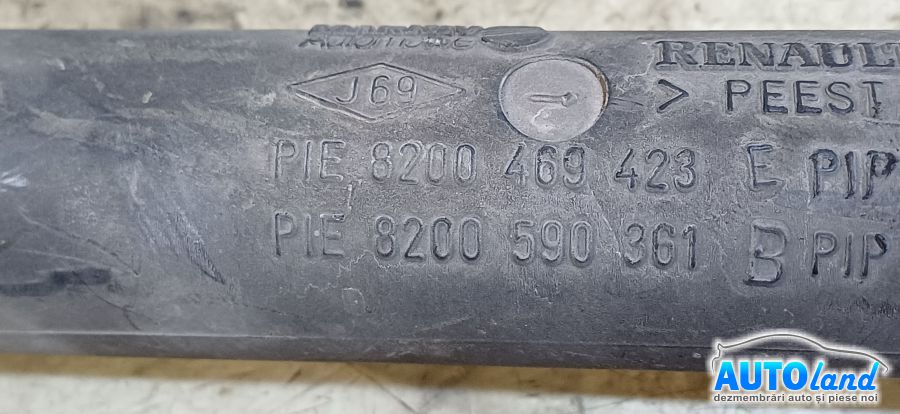 Automotive
RENAULT
J69
> PEEST
PIE 8200 469 423 E PIP
PIE 8200 590 361 B PIP
AUTOland
dezmembrări auto și piese noi